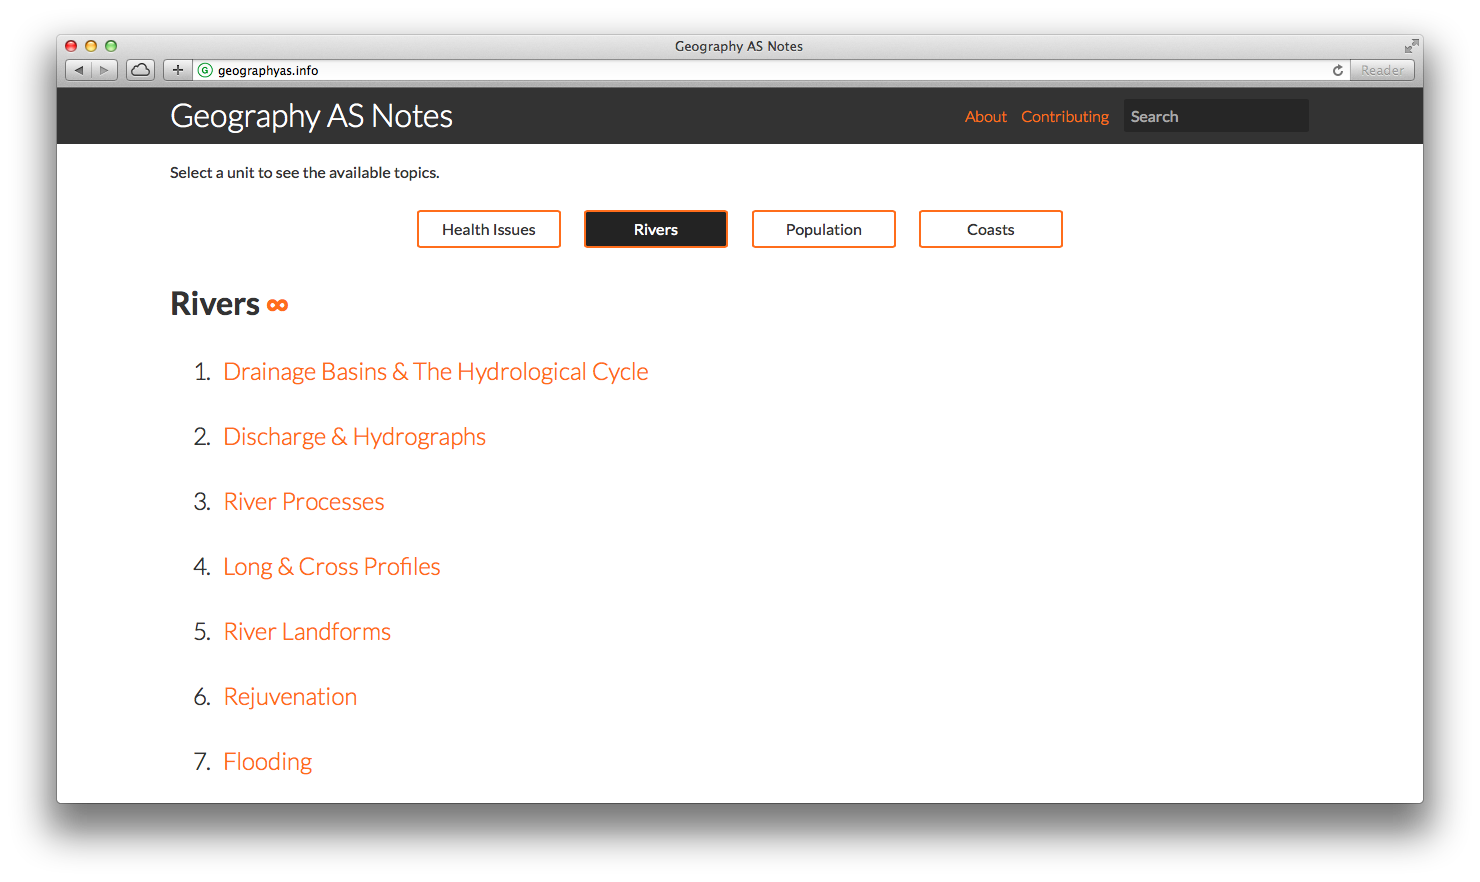 Geography AS Notes
geographyas.info
Reader
Geography AS Notes
About Contributing Search
Select a unit to see the available topics.
Health Issues Rivers Population Coasts
Rivers
1. Drainage Basins & The Hydrological Cycle
2. Discharge & Hydrographs
3. River Processes
4. Long & Cross Profiles
5. River Landforms
6. Rejuvenation
7. Flooding